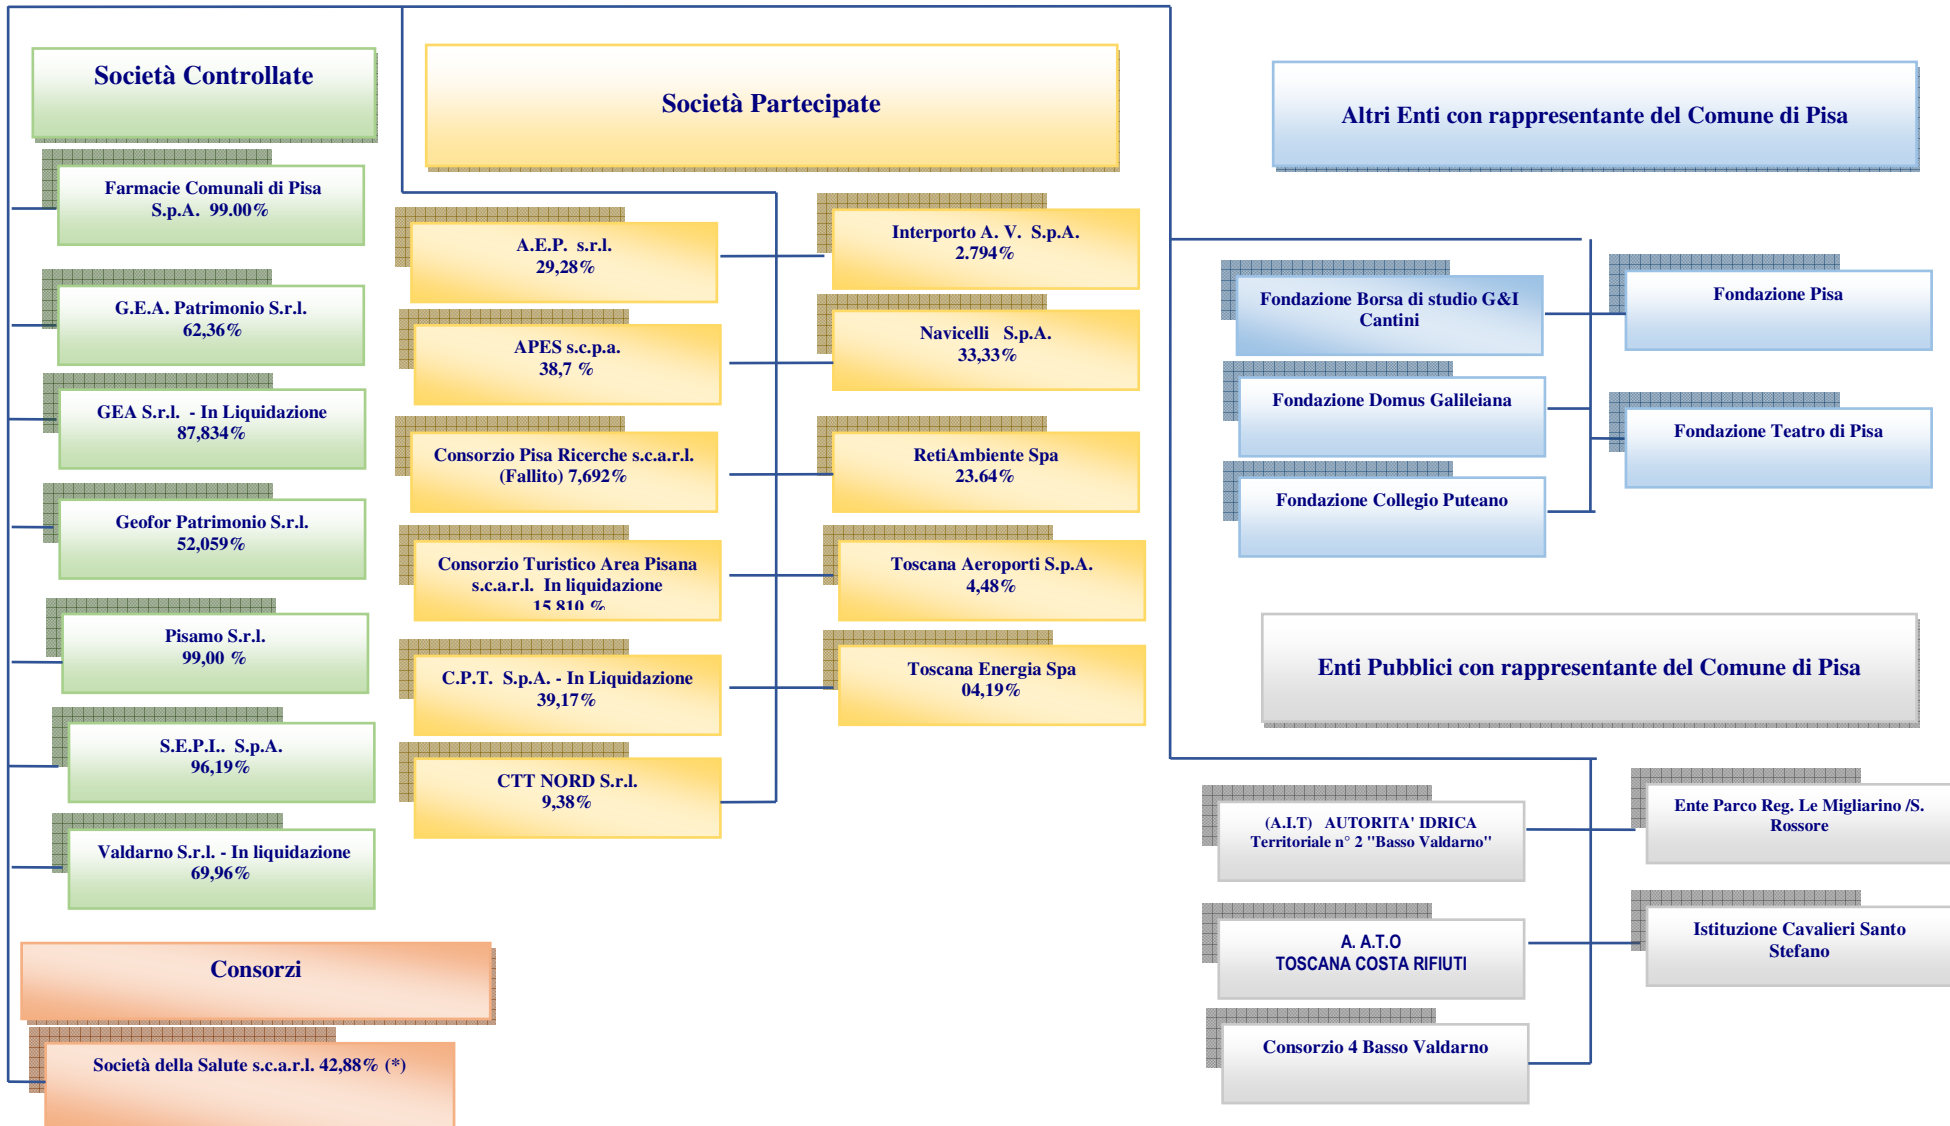 Società Controllate
Farmacie Comunali di Pisa
S.p.A. 99.00%
G.E.A. Patrimonio S.r.l.
62,36%
GEA S.r.l. - In Liquidazione
87,834%
Geofor Patrimonio S.r.l.
52,059%
Pisamo S.r.l.
99,00 %
S.E.P.I.. S.p.A.
96,19%
Valdarno S.r.l. - In liquidazione
69,96%
Consorzi
Società della Salute s.c.a.r.l. 42,88% (*)
Società Partecipate
A.E.P. s.r.l.
29,28%
APES s.c.p.a.
38,7 %
Consorzio Pisa Ricerche s.c.a.r.l.
(Fallito) 7,692%
Consorzio Turistico Area Pisana
s.c.a.r.l. In liquidazione
15,810 %
C.P.T. S.p.A. - In Liquidazione
39,17%
CTT NORD S.r.l.
9,38%
Interporto A. V. S.p.A.
2.794%
Navicelli S.p.A.
33,33%
RetiAmbiente Spa
23.64%
Toscana Aeroporti S.p.A.
4,48%
Toscana Energia Spa
04,19%
Altri Enti con rappresentante del Comune di Pisa
Fondazione Borsa di studio G&I
Cantini
Fondazione Domus Galileiana
Fondazione Collegio Puteano
Fondazione Pisa
Fondazione Teatro di Pisa
Enti Pubblici con rappresentante del Comune di Pisa
(A.I.T) AUTORITA' IDRICA
Territoriale n° 2 "Basso Valdarno"
A. A.T.O
TOSCANA COSTA RIFIUTI
Consorzio 4 Basso Valdarno
Ente Parco Reg. Le Migliarino /S.
Rossore
Istituzione Cavalieri Santo
Stefano